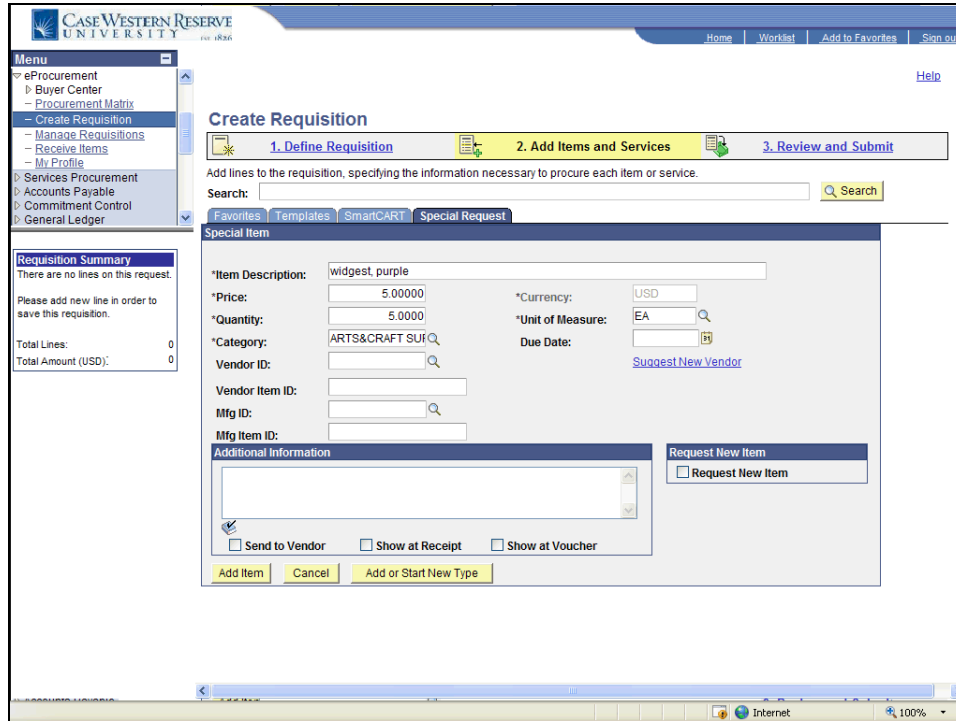 CASE WESTERN RESERVE
UNIVERSITY EST 1826
Home Worklist Add to Favorites Sign ou
Menu
eProcurement
Buyer Center
Procurement Matrix
Create Requisition
Manage Requisitions
Receive Items
My Profile
Services Procurement
Accounts Payable
Commitment Control
General Ledger
Help
Create Requisition
1. Define Requisition 2. Add Items and Services 3. Review and Submit
Add lines to the requisition, specifying the information necessary to procure each item or service.
Search: Search
Favorites Templates SmartCART Special Request
Special Item
Requisition Summary
There are no lines on this request.
Please add new line in order to
save this requisition.
Total Lines: 0
Total Amount (USD): 0
*Item Description: widgest, purple
*Price: 5.00000 *Currency: USD
*Quantity: 5.0000 *Unit of Measure: EA
*Category: ARTS&CRAFT SUF Due Date: 31
Vendor ID: Suggest New Vendor
Vendor Item ID:
Mfg ID:
Mfg Item ID:
Additional Information
Request New Item
Request New Item
Send to Vendor Show at Receipt Show at Voucher
Add Item Cancel Add or Start New Type
Internet 100%